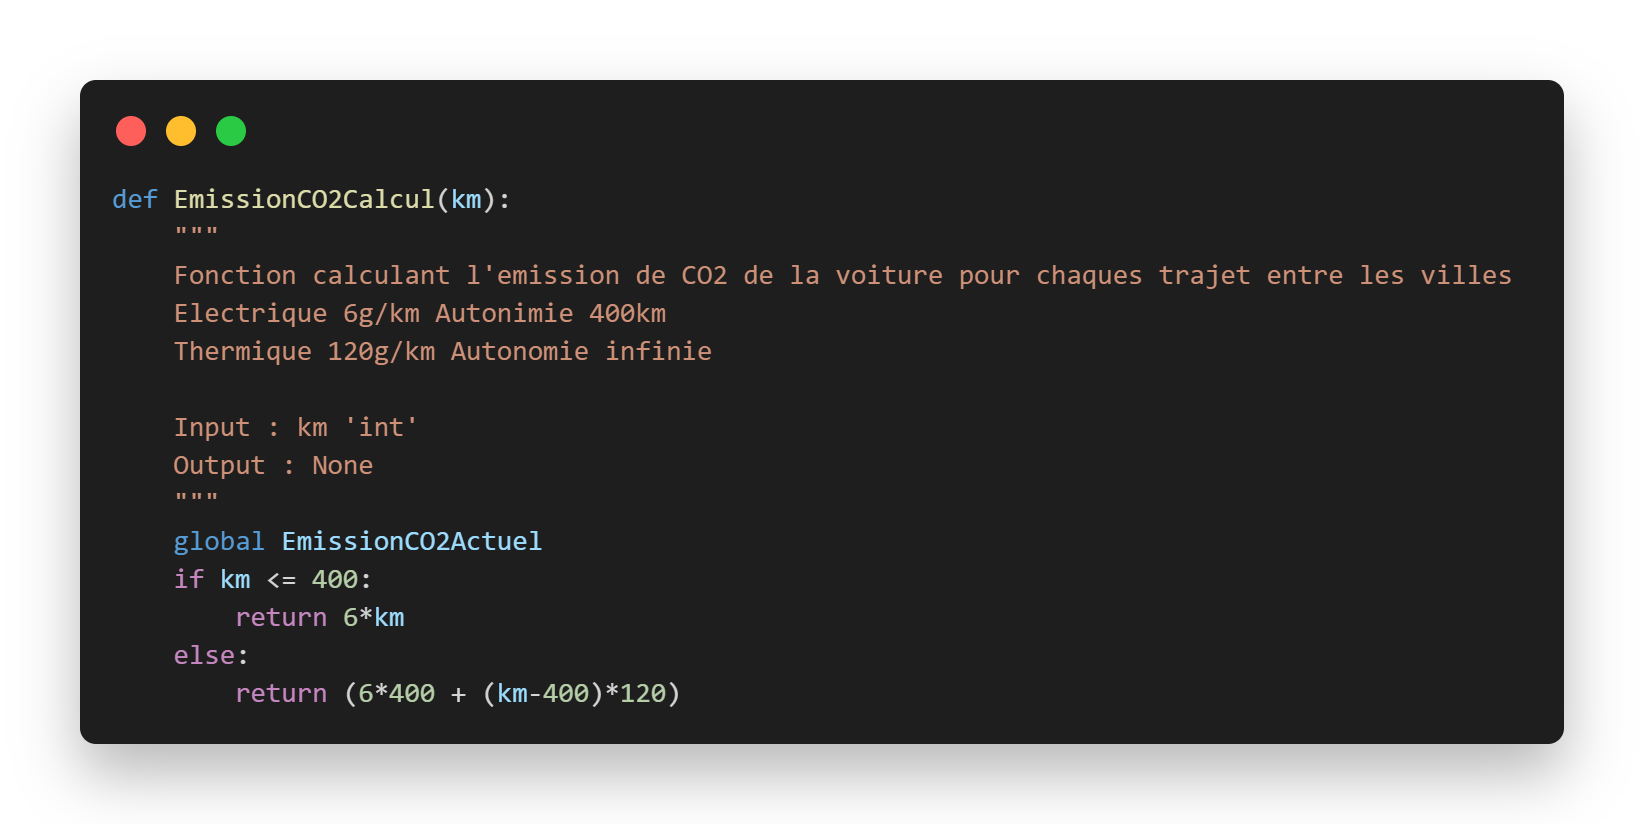 def EmissionCO2Calcul(km):
    """
    Fonction calculant l'emission de CO2 de la voiture pour chaques trajet entre les villes
    Electrique 6g/km Autonimie 400km
    Thermique 120g/km Autonomie infinie

    Input : km 'int'
    Output : None
    """
    global EmissionCO2Actuel
    if km <= 400:
        return 6*km
    else:
        return (6*400 + (km-400)*120)